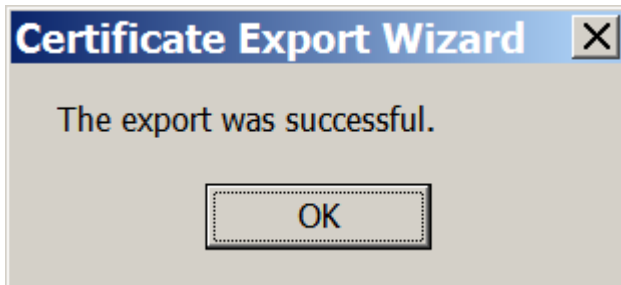 Certificate Export Wizard
The export was successful.
OK